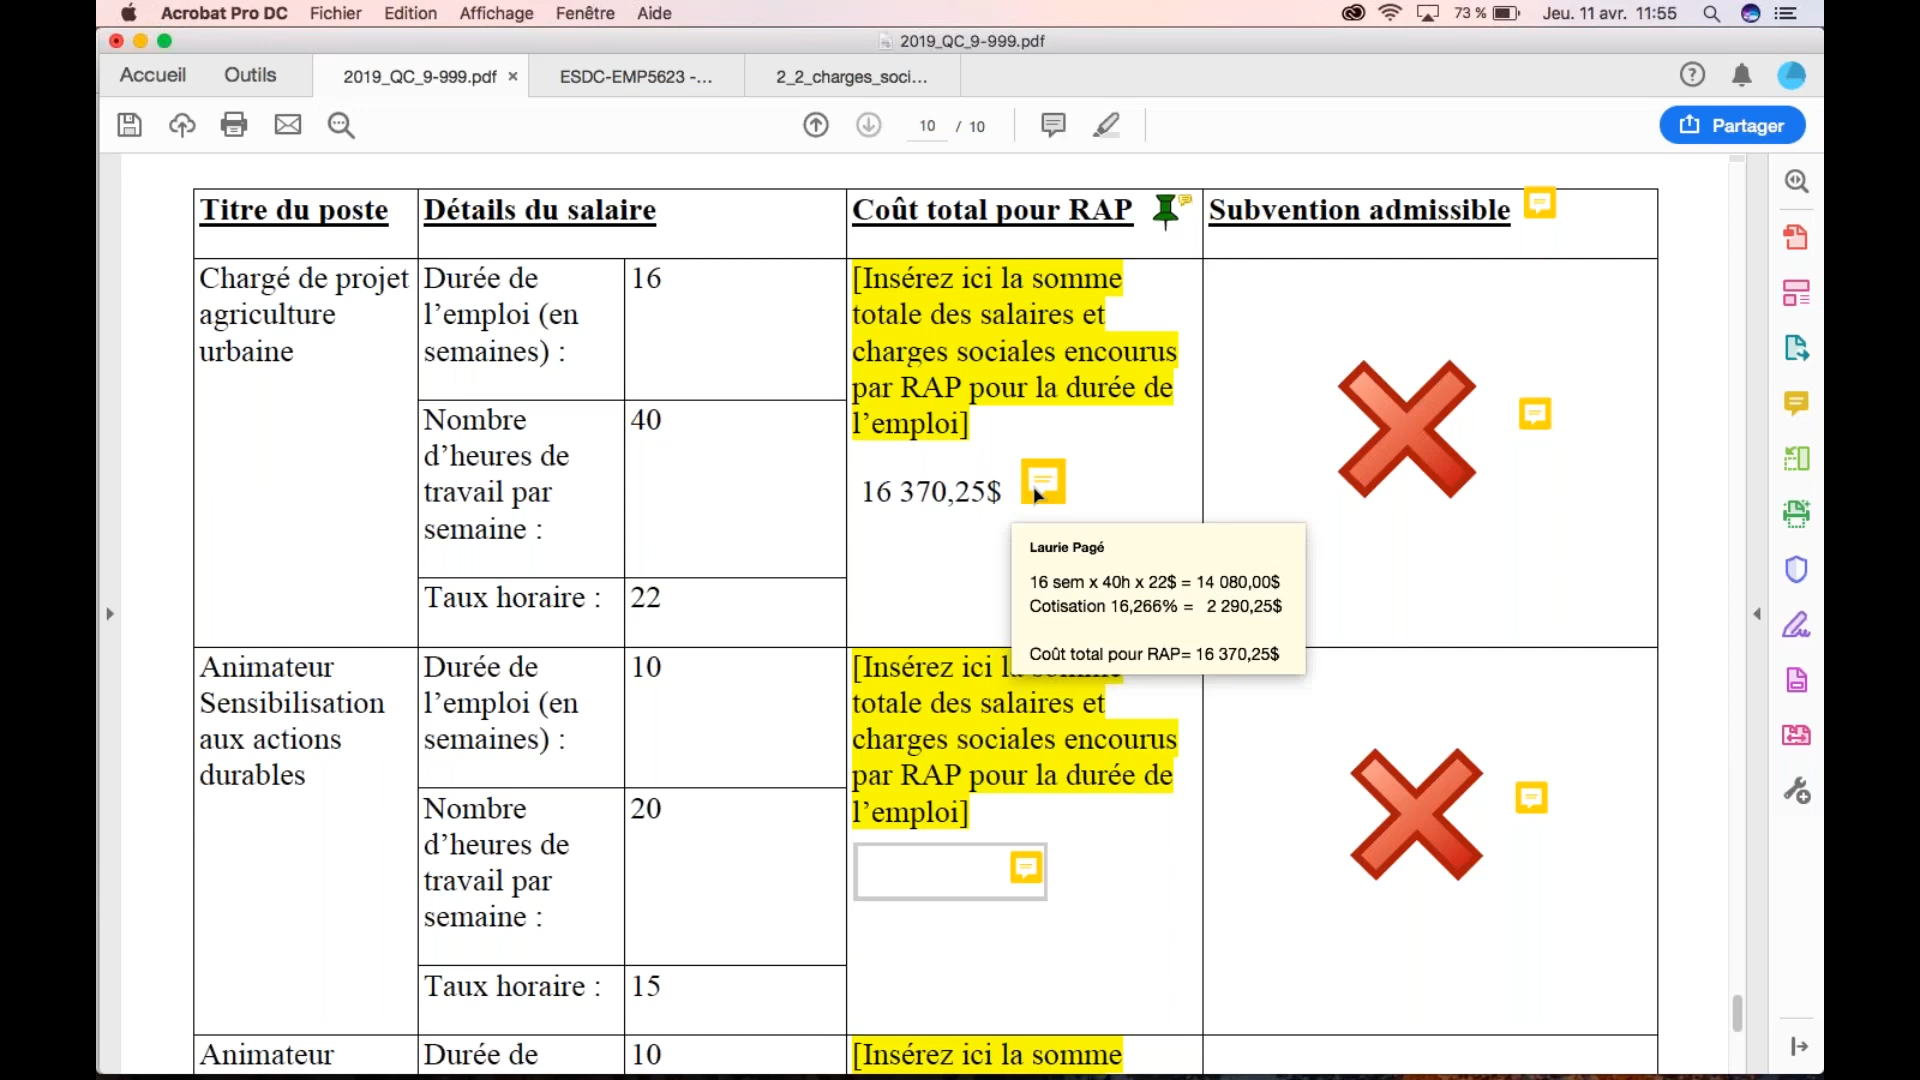 Acrobat Pro DC Fichier Edition Affichage Fenêtre Aide 73 % Jeu. 11 avr. 11:55
2019_QC_9-999.pdf
Accueil Outils 2019_QC_9-999.pdf × ESDC-EMP5623 -... 2_2_charges_soci...
10 / 10 Partager
Titre du poste Détails du salaire Coût total pour RAP Subvention admissible
Chargé de projet
agriculture
urbaine
Durée de
l’emploi (en
semaines) :
16
Nombre
d’heures de
travail par
semaine :
40
Taux horaire : 22
[Insérez ici la somme
totale des salaires et
charges sociales encourus
par RAP pour la durée de
l’emploi]
16 370,25$
Laurie Pagé
16 sem x 40h x 22$ = 14 080,00$
Cotisation 16,266% = 2 290,25$
Coût total pour RAP= 16 370,25$
Animateur
Sensibilisation
aux actions
durables
Durée de
l’emploi (en
semaines) :
10
Nombre
d’heures de
travail par
semaine :
20
Taux horaire : 15
[Insérez ici la somme
totale des salaires et
charges sociales encourus
par RAP pour la durée de
l’emploi]
Animateur Durée de 10 [Insérez ici la somme